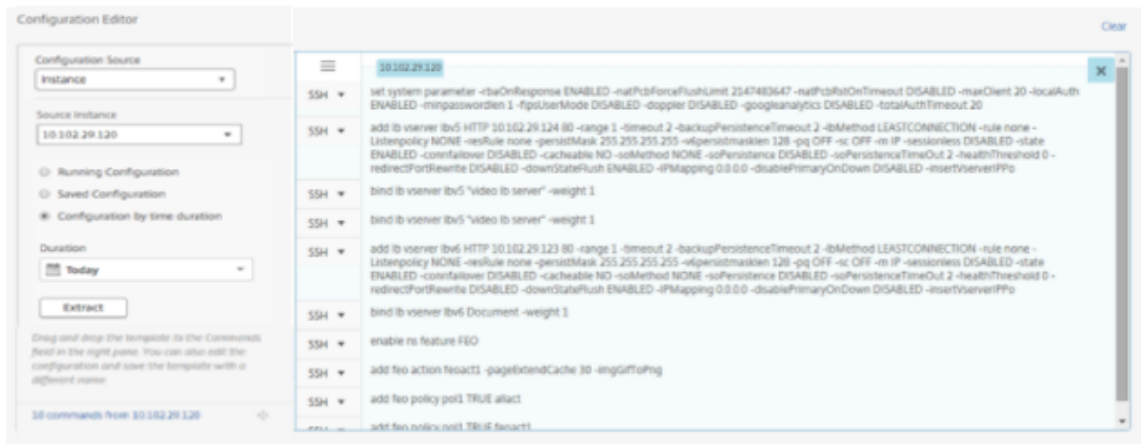 Configuration Editor
Clear
Configuration Source
Instance
Source Instance
10.102.29.120
Running Configuration
Saved Configuration
Configuration by time duration
Duration
Today
Extract
Drag and drop the template to the Commands
field in the right pane. You can also edit the
configuration and save the template with a
different name
10 commands from 10.102.29.120
10.102.29.120
SSH
set system parameter -rbaOnResponse ENABLED -natPcbForceFlushLimit 2147483647 -natPcbRstOnTimeout DISABLED -maxClient 20 -localAuth
ENABLED -minpasswordlen 1 -fipsUserMode DISABLED -doppler DISABLED -googleanalytics DISABLED -totalAuthTimeout 20
SSH
add lb vserver lbv5 HTTP 10.102.29.124 80 -range 1 -timeout 2 -backupPersistenceTimeout 2 -lbMethod LEASTCONNECTION -rule none -
Listenpolicy NONE -resRule none -persistMask 255.255.255.255 -v6persistmasklen 128 -pq OFF -sc OFF -m IP -sessionless DISABLED -state
ENABLED -connfailover DISABLED -cacheable NO -soMethod NONE -soPersistence DISABLED -soPersistenceTimeOut 2 -healthThreshold 0 -
redirectPortRewrite DISABLED -downStateFlush ENABLED -IPMapping 0.0.0.0 -disablePrimaryOnDown DISABLED -insertVserverIPPo
SSH
bind lb vserver lbv5 "video lb server" -weight 1
SSH
bind lb vserver lbv5 "video lb server" -weight 1
SSH
add lb vserver lbv6 HTTP 10.102.29.123 80 -range 1 -timeout 2 -backupPersistenceTimeout 2 -lbMethod LEASTCONNECTION -rule none -
Listenpolicy NONE -resRule none -persistMask 255.255.255.255 -v6persistmasklen 128 -pq OFF -sc OFF -m IP -sessionless DISABLED -state
ENABLED -connfailover DISABLED -cacheable NO -soMethod NONE -soPersistence DISABLED -soPersistenceTimeOut 2 -healthThreshold 0 -
redirectPortRewrite DISABLED -downStateFlush ENABLED -IPMapping 0.0.0.0 -disablePrimaryOnDown DISABLED -insertVserverIPPo
SSH
bind lb vserver lbv6 Document -weight 1
SSH
enable ns feature FEO
SSH
add feo action feoact1 -pageExtendCache 30 -imgGifToPng
SSH
add feo policy pol1 TRUE allact
SSH
add feo policy pol1 TRUE feoact1